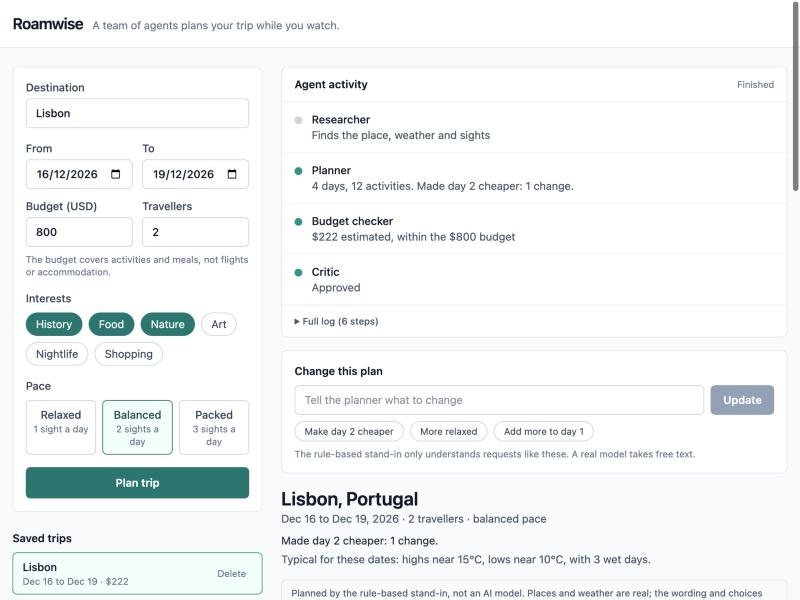 Roamwise A team of agents plans your trip while you watch.
Destination
Lisbon
From To
16/12/2026 19/12/2026
Budget (USD) Travellers
800 2
The budget covers activities and meals, not flights
or accommodation.
Interests
History Food Nature Art
Nightlife Shopping
Pace
Relaxed
1 sight a day
Balanced
2 sights a
day
Packed
3 sights a
day
Plan trip
Saved trips
Lisbon
Dec 16 to Dec 19 · $222
Delete
Agent activity Finished
Researcher
Finds the place, weather and sights
Planner
4 days, 12 activities. Made day 2 cheaper: 1 change.
Budget checker
$222 estimated, within the $800 budget
Critic
Approved
Full log (6 steps)
Change this plan
Tell the planner what to change Update
Make day 2 cheaper More relaxed Add more to day 1
The rule-based stand-in only understands requests like these. A real model takes free text.
Lisbon, Portugal
Dec 16 to Dec 19, 2026 · 2 travellers · balanced pace
Made day 2 cheaper: 1 change.
Typical for these dates: highs near 15°C, lows near 10°C, with 3 wet days.
Planned by the rule-based stand-in, not an AI model. Places and weather are real; the wording and choices